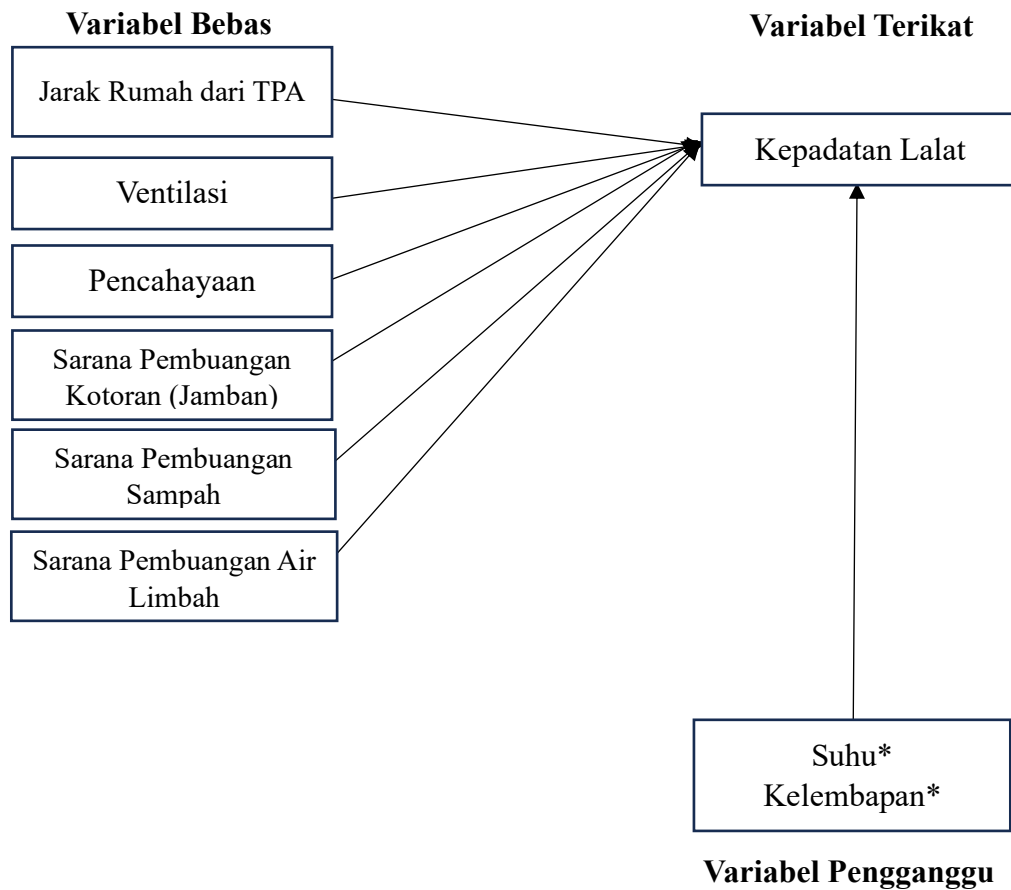 Variabel Bebas
Jarak Rumah dari TPA
Ventilasi
Pencahayaan
Sarana Pembuangan
Kotoran (Jamban)
Sarana Pembuangan
Sampah
Sarana Pembuangan Air
Limbah
Variabel Terikat
Kepadatan Lalat
Suhu*
Kelembapan*
Variabel Pengganggu